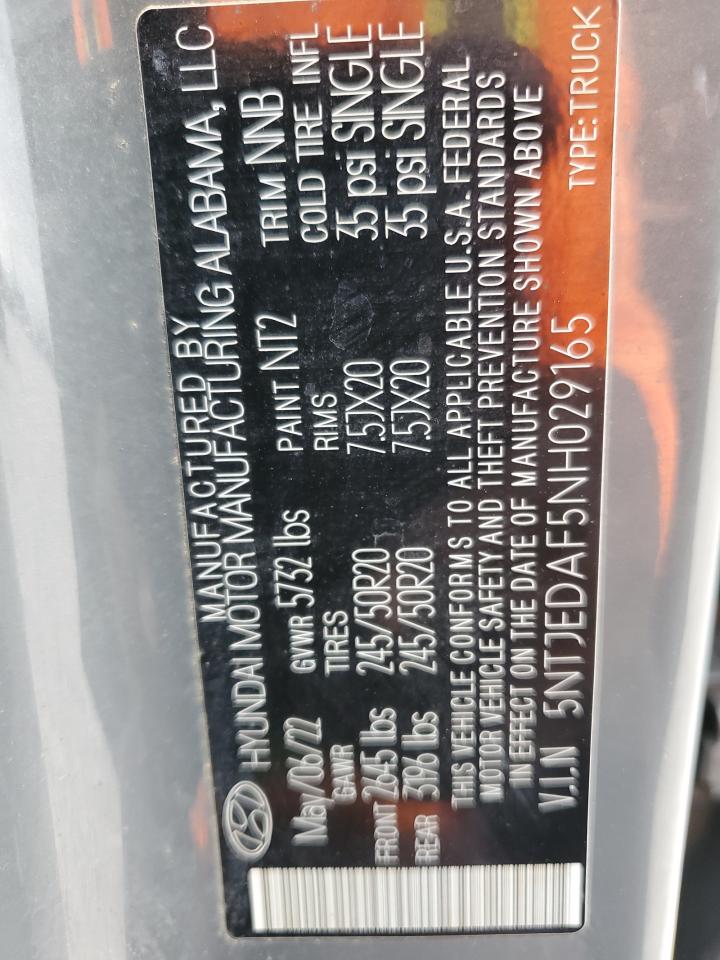 MANUFACTURED BY
HYUNDAI MOTOR MANUFACTURING ALABAMA, LLC
May/06/22 GVWR 5732 lbs PAINT NT2 TRIM NNB
GAWR TIRES RIMS COLD TIRE INFL
FRONT 2645 lbs 245/50R20 7.5JX20 35 psi SINGLE
REAR 3196 lbs 245/50R20 7.5JX20 35 psi SINGLE
THIS VEHICLE CONFORMS TO ALL APPLICABLE U.S.A. FEDERAL
MOTOR VEHICLE SAFETY AND THEFT PREVENTION STANDARDS
IN EFFECT ON THE DATE OF MANUFACTURE SHOWN ABOVE
V.I.N 5NTJEDAF5NH029165 TYPE: TRUCK